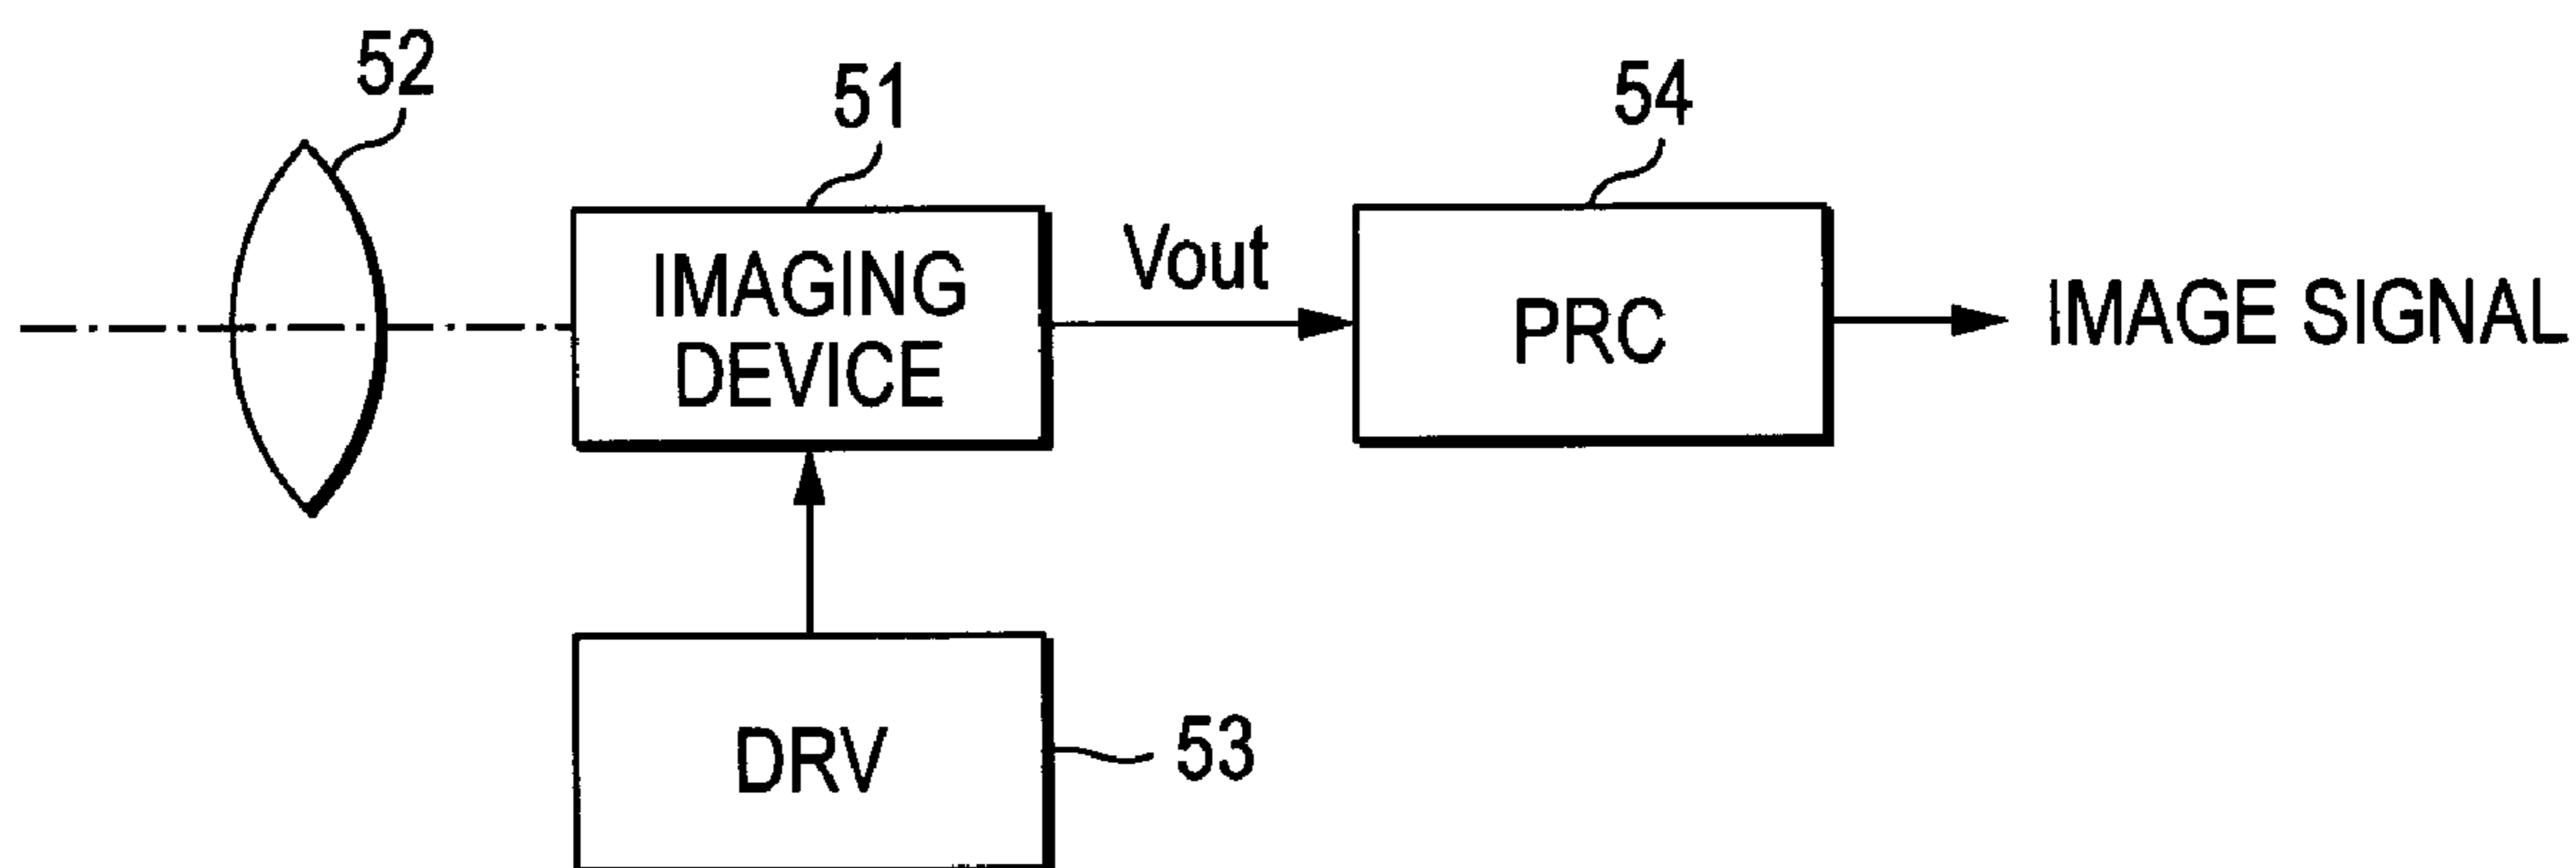 52
51
54
IMAGING
DEVICE
Vout
PRC
IMAGE SIGNAL
DRV
53